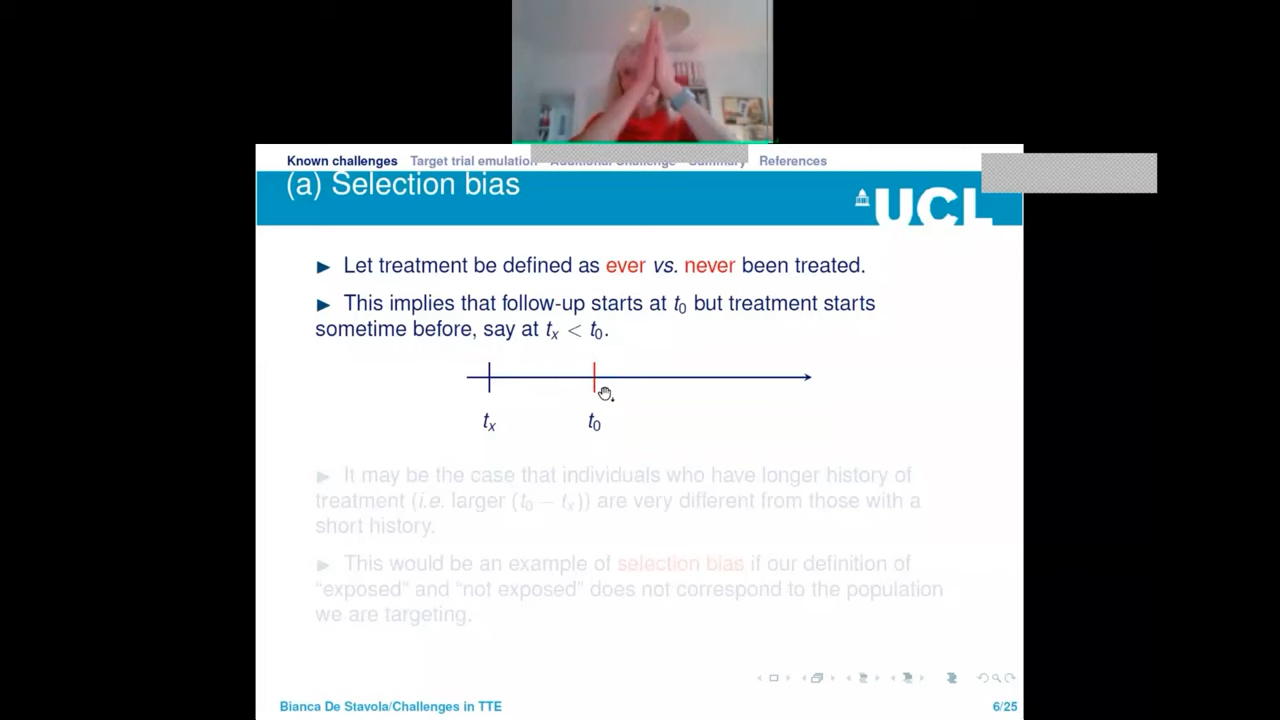 Known challenges Target trial emulation Additional Challenge Summary References
(a) Selection bias
UCL
► Let treatment be defined as ever vs. never been treated.
► This implies that follow-up starts at t₀ but treatment starts
sometime before, say at tₓ < t₀.
tₓ t₀
► It may be the case that individuals who have longer history of
treatment (i.e. larger (t₀ − tₓ)) are very different from those with a
short history.
► This would be an example of selection bias if our definition of
“exposed” and “not exposed” does not correspond to the population
we are targeting.
Bianca De Stavola/Challenges in TTE 6/25